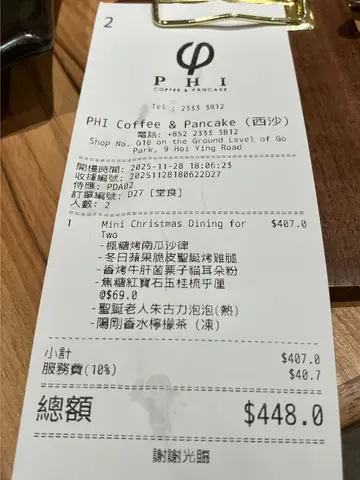 2
PHI
COFFEE & PANCAKE
Tel : 2333 3812
PHI Coffee & Pancake (西沙)
電話: +852 2333 3812
Shop No. G16 on the Ground Level of Go
Park, 9 Hoi Ying Road
開檯時間: 2025-11-28 18:06:23
收據編號: 20251128180622D27
侍應: PDA02
訂單編號: D27 [堂食]
人數: 2
1 Mini Christmas Dining for Two $407.0
-楓糖烤南瓜沙律
-冬日蘋果脆皮聖誕烤雞腿
-香烤牛肝菌栗子貓耳朵粉
-焦糖紅寶石玉桂梳乎厘
@$69.0
-聖誕老人朱古力泡泡(熱)
-陽剛香水檸檬茶 (凍)
小計 $407.0
服務費(10%) $40.7
總額 $448.0
謝謝光臨